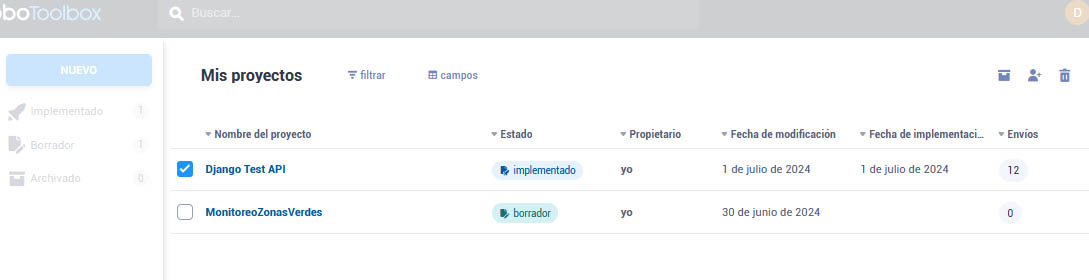 oboToolbox
Buscar...
D
NUEVO
Implementado 1
Borrador 1
Archivado 0
Mis proyectos filtrar campos
Nombre del proyecto Estado Propietario Fecha de modificación Fecha de implementaci... Envíos
Django Test API implementado yo 1 de julio de 2024 1 de julio de 2024 12
MonitoreoZonasVerdes borrador yo 30 de junio de 2024 0